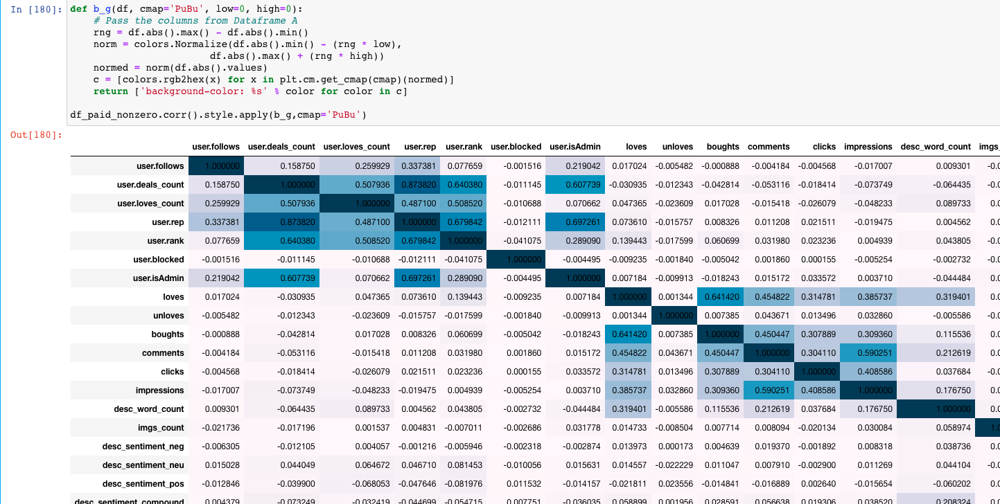 In [180]: def b_g(df, cmap='PuBu', low=0, high=0):
# Pass the columns from Dataframe A
rng = df.abs().max() - df.abs().min()
norm = colors.Normalize(df.abs().min() - (rng * low),
df.abs().max() + (rng * high))
normed = norm(df.abs().values)
c = [colors.rgb2hex(x) for x in plt.cm.get_cmap(cmap)(normed)]
return ['background-color: %s' % color for color in c]
df_paid_nonzero.corr().style.apply(b_g,cmap='PuBu')
Out[180]:
user.follows user.deals_count user.loves_count user.rep user.rank user.blocked user.isAdmin loves unloves boughts comments clicks impressions desc_word_count imgs_
user.follows 1.000000 0.158750 0.259929 0.337381 0.077659 -0.001516 0.219042 0.017024 -0.005482 -0.000888 -0.004184 -0.004568 -0.017007 0.009301 -0.0
user.deals_count 0.158750 1.000000 0.507936 0.873820 0.640380 -0.011145 0.607739 -0.030935 -0.012343 -0.042814 -0.053116 -0.018414 -0.073749 -0.064435 -0.0
user.loves_count 0.259929 0.507936 1.000000 0.487100 0.508520 -0.010688 0.070662 0.047365 -0.023609 0.017028 -0.015418 -0.026079 -0.048233 0.089733 0.0
user.rep 0.337381 0.873820 0.487100 1.000000 0.679842 -0.012111 0.697261 0.073610 -0.015757 0.008326 0.011208 0.021511 -0.019475 0.004562 0.0
user.rank 0.077659 0.640380 0.508520 0.679842 1.000000 -0.041075 0.289090 0.139443 -0.017599 0.060699 0.031980 0.023236 0.004939 0.043805 -0.0
user.blocked -0.001516 -0.011145 -0.010688 -0.012111 -0.041075 1.000000 -0.004495 -0.009235 -0.001840 -0.005042 0.001860 0.000155 -0.005254 -0.002732 -0.0
user.isAdmin 0.219042 0.607739 0.070662 0.697261 0.289090 -0.004495 1.000000 0.007184 -0.009913 -0.018243 0.015172 0.033572 0.003710 -0.044484 0.0
loves 0.017024 -0.030935 0.047365 0.073610 0.139443 -0.009235 0.007184 1.000000 0.001344 0.641420 0.454822 0.314781 0.385737 0.319401 0.0
unloves -0.005482 -0.012343 -0.023609 -0.015757 -0.017599 -0.001840 -0.009913 0.001344 1.000000 0.007385 0.043671 0.013496 0.032860 -0.005586 -0.0
boughts -0.000888 -0.042814 0.017028 0.008326 0.060699 -0.005042 -0.018243 0.641420 0.007385 1.000000 0.450447 0.307889 0.309360 0.115536 0.0
comments -0.004184 -0.053116 -0.015418 0.011208 0.031980 0.001860 0.015172 0.454822 0.043671 0.450447 1.000000 0.304110 0.590251 0.212619 0.0
clicks -0.004568 -0.018414 -0.026079 0.021511 0.023236 0.000155 0.033572 0.314781 0.013496 0.307889 0.304110 1.000000 0.408586 0.037684 -0.0
impressions -0.017007 -0.073749 -0.048233 -0.019475 0.004939 -0.005254 0.003710 0.385737 0.032860 0.309360 0.590251 0.408586 1.000000 0.176750 0.0
desc_word_count 0.009301 -0.064435 0.089733 0.004562 0.043805 -0.002732 -0.044484 0.319401 -0.005586 0.115536 0.212619 0.037684 0.176750 1.000000 0.0
imgs_count -0.021736 -0.017196 0.001537 0.004831 -0.007011 -0.002686 0.031778 0.014733 -0.008504 0.007714 0.008094 -0.020134 0.030084 0.058974 1.0
desc_sentiment_neg -0.006305 -0.012105 0.004057 -0.001216 -0.005946 -0.002318 -0.002874 0.013973 0.000173 0.004639 0.019370 -0.001892 0.008318 0.038736 0.0
desc_sentiment_neu 0.015028 0.044049 0.064672 0.046710 0.081453 -0.010056 0.015631 0.014557 -0.022229 0.011047 0.007910 -0.002900 0.011269 0.044104 0.0
desc_sentiment_pos -0.012846 -0.039900 -0.068053 -0.047646 -0.081976 0.011532 -0.014157 -0.021811 0.023556 -0.014841 -0.016889 0.002640 -0.015654 -0.060202 -0.0
desc_sentiment_compound 0.004379 -0.073249 -0.032419 -0.044699 -0.054715 0.007751 -0.036035 0.058899 0.001956 0.028591 0.056638 0.019306 0.038520 0.208324 0.0